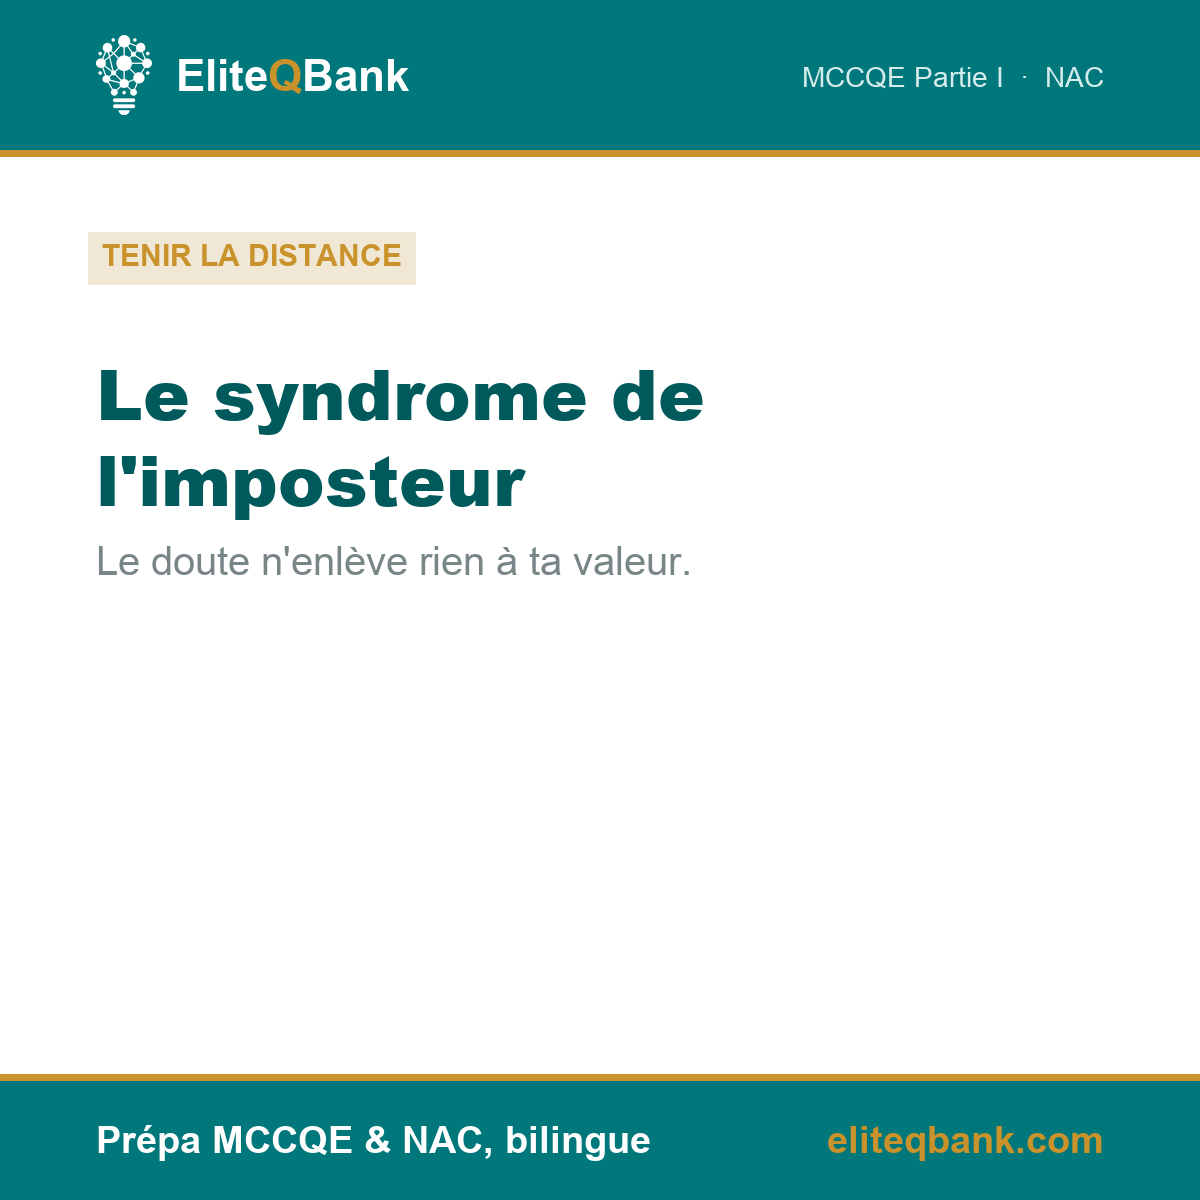 EliteQBank
MCCQE Partie I · NAC
TENIR LA DISTANCE
Le syndrome de
l'imposteur
Le doute n'enlève rien à ta valeur.
Prépa MCCQE & NAC, bilingue
eliteqbank.com